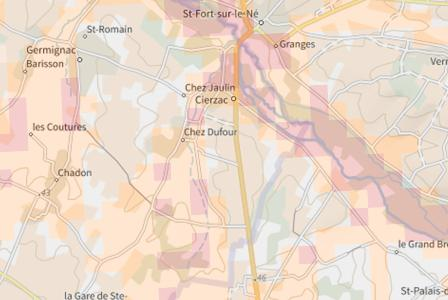 St-Fort-sur-le-Né
St-Romain
Granges
Germignac
Barisson
Chez Jaulin
Cierzac
les Coutures
Chez Dufour
Chadon
43
le Grand Br
46
la Gare de Ste-
St-Palais-d